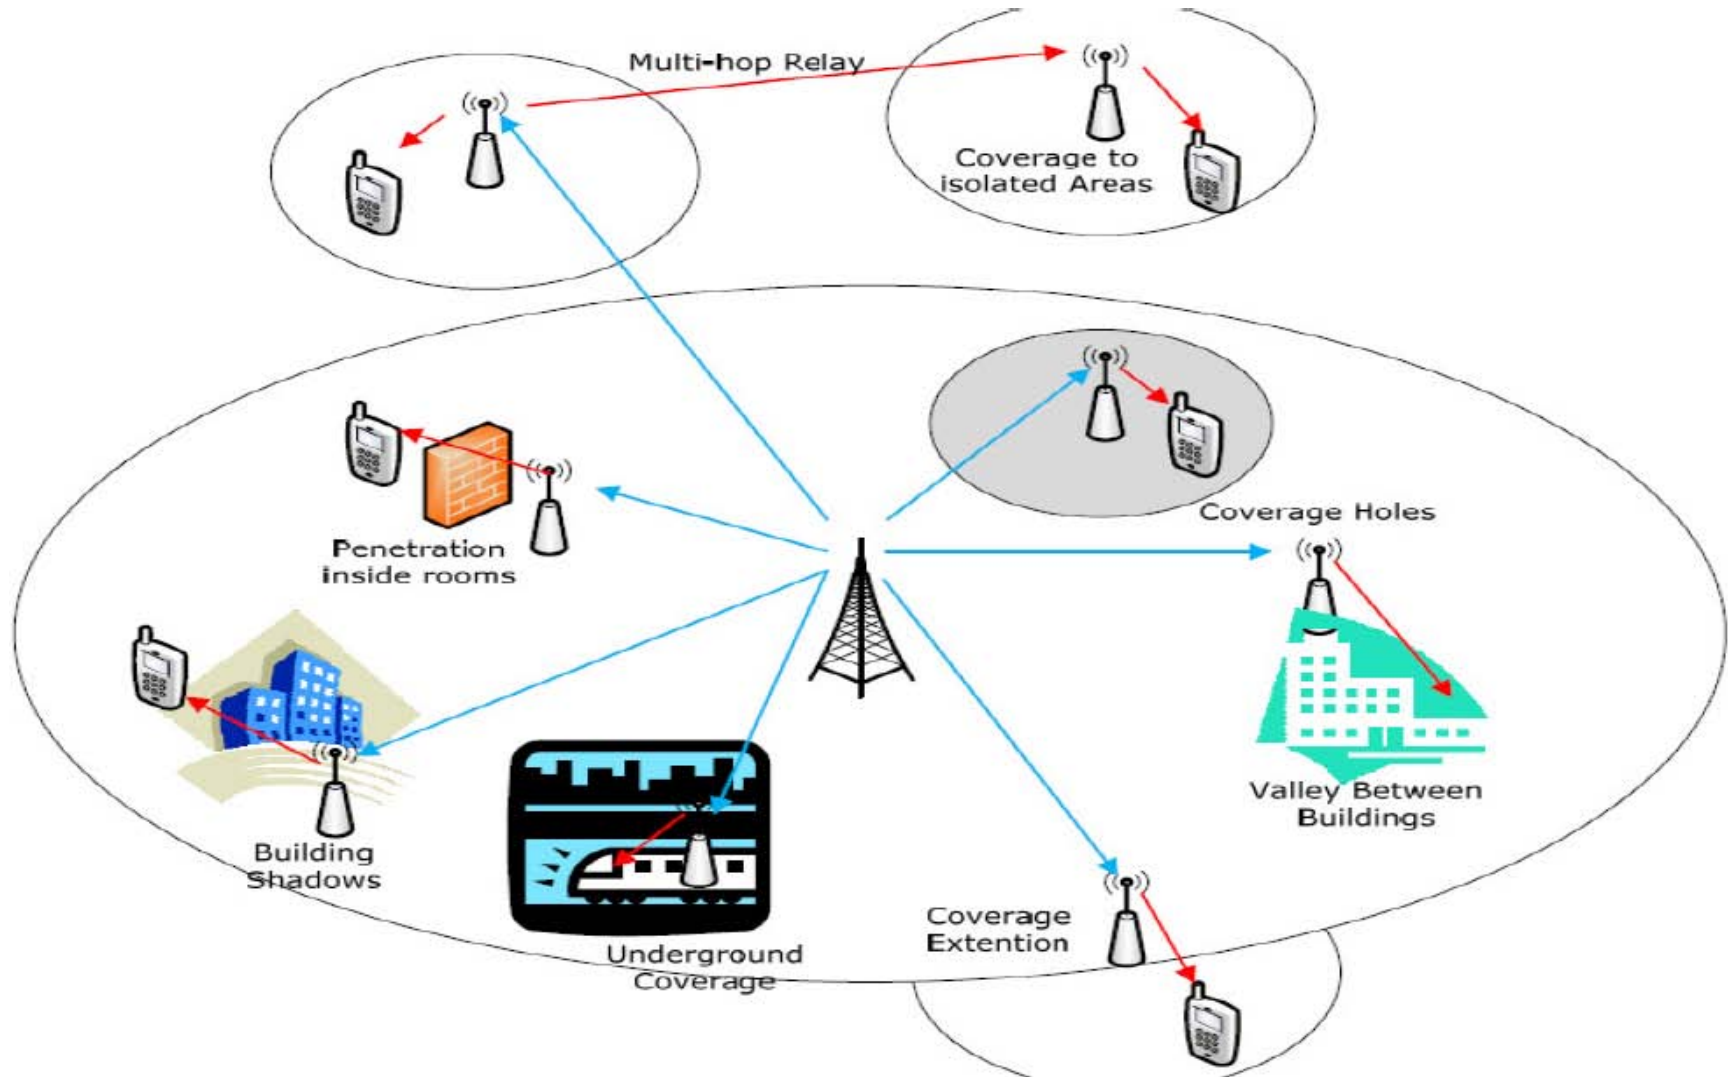 Multi-hop Relay
Coverage to
isolated Areas
Coverage Holes
Penetration
inside rooms
Valley Between
Buildings
Building
Shadows
Coverage
Extention
Underground
Coverage